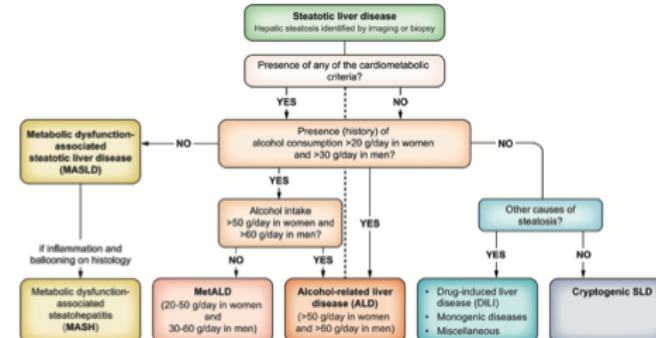 Steatotic liver disease
Hepatic steatosis identified by imaging or biopsy
Presence of any of the cardiometabolic
criteria?
YES
NO
Metabolic dysfunction-
associated
steatotic liver disease
(MASLD)
NO
Presence (history) of
alcohol consumption >20 g/day in women
and >30 g/day in men?
NO
YES
Alcohol intake
>50 g/day in women and
>60 g/day in men?
YES
Other causes of
steatosis?
if inflammation and
ballooning on histology
NO
YES
YES
NO
Metabolic dysfunction-
associated
steatohepatitis
(MASH)
MetALD
(20-50 g/day in women
and
30-60 g/day in men)
Alcohol-related liver
disease (ALD)
(>50 g/day in women
and >60 g/day in men)
• Drug-induced liver
disease (DILI)
• Monogenic diseases
• Miscellaneous
Cryptogenic SLD